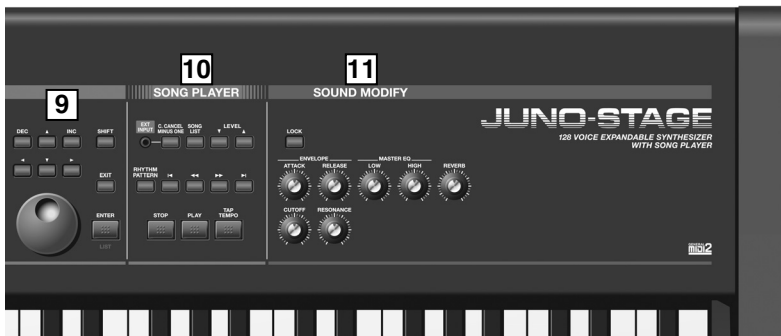 10
11
SONG PLAYER
SOUND MODIFY
9
JUNO-STAGE
128 VOICE EXPANDABLE SYNTHESIZER
WITH SONG PLAYER
DEC ▲ INC SHIFT
EXT INPUT
C. CANCEL
MINUS ONE
SONG
LIST
LEVEL
▼ ▲
LOCK
◄ ▼ ►
EXIT
RHYTHM
PATTERN
I◄ ◄◄ ►► ►I
ENVELOPE
MASTER EQ
ATTACK RELEASE LOW HIGH REVERB
ENTER
LIST
STOP PLAY
TAP
TEMPO
CUTOFF RESONANCE
GENERAL
MIDI2